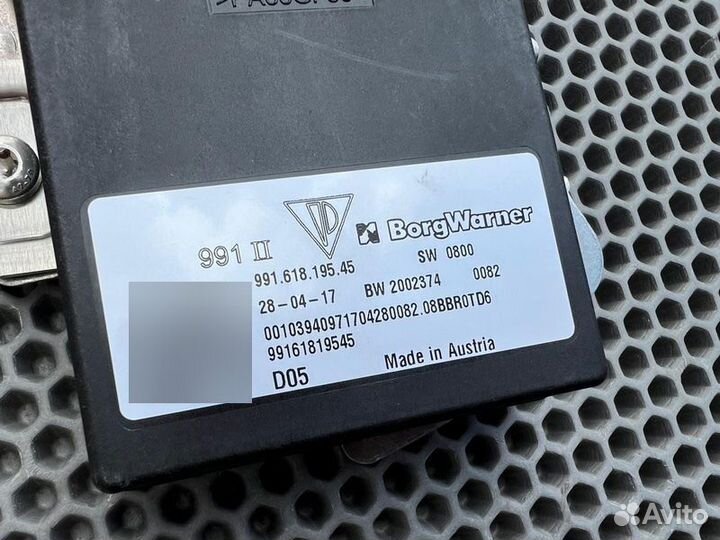 991 II BorgWarner
991.618.195.45 SW 0800
28-04-17 BW 2002374 0082
00103940971704280082.08BBR0TD6
99161819545
D05 Made in Austria
Avito